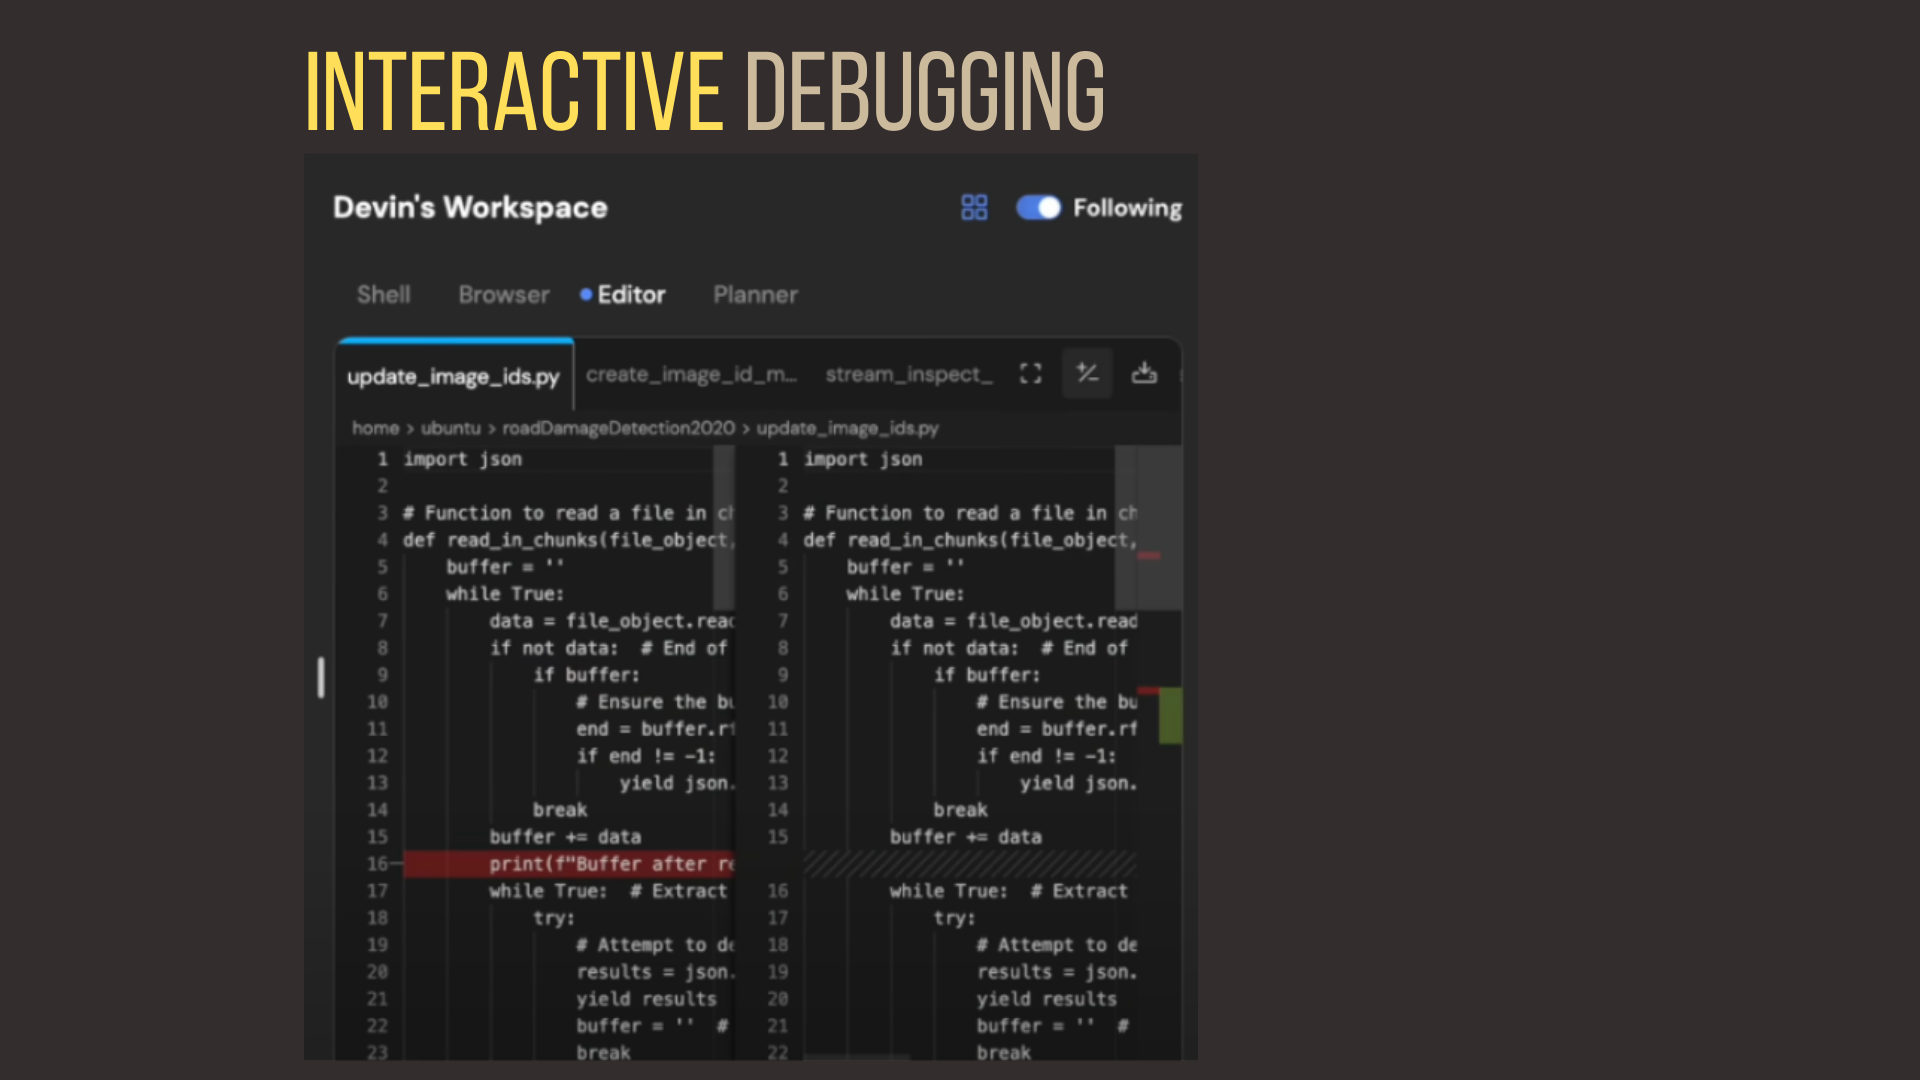 INTERACTIVE DEBUGGING
Devin's Workspace
Following
Shell Browser Editor Planner
update_image_ids.py create_image_id_m... stream_inspect_
home > ubuntu > roadDamageDetection2020 > update_image_ids.py
1 import json
2
3 # Function to read a file in ch
4 def read_in_chunks(file_object,
5 buffer = ''
6 while True:
7 data = file_object.read
8 if not data: # End of
9 if buffer:
10 # Ensure the bu
11 end = buffer.rf
12 if end != -1:
13 yield json.
14 break
15 buffer += data
16 print(f"Buffer after re
17 while True: # Extract
18 try:
19 # Attempt to de
20 results = json.
21 yield results
22 buffer = '' #
23 break
1 import json
2
3 # Function to read a file in ch
4 def read_in_chunks(file_object,
5 buffer = ''
6 while True:
7 data = file_object.read
8 if not data: # End of
9 if buffer:
10 # Ensure the bu
11 end = buffer.rf
12 if end != -1:
13 yield json.
14 break
15 buffer += data
16 while True: # Extract
17 try:
18 # Attempt to de
19 results = json.
20 yield results
21 buffer = '' #
22 break